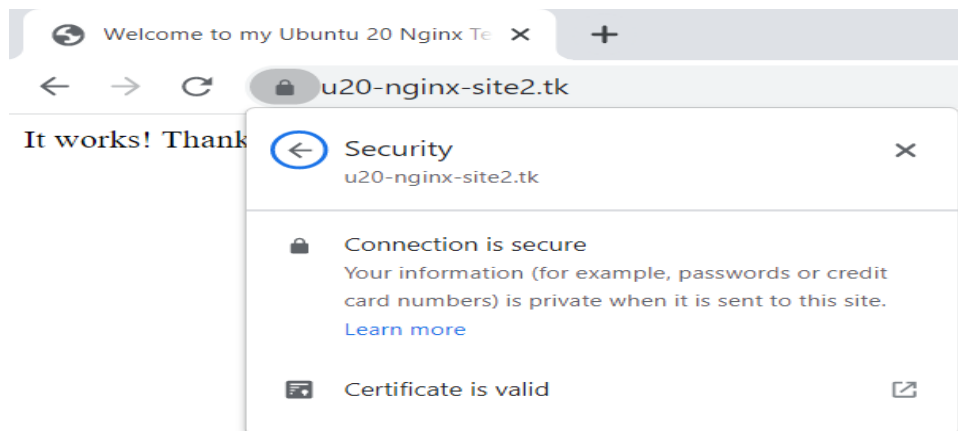 Welcome to my Ubuntu 20 Nginx Te
u20-nginx-site2.tk
It works! Thank
Security
u20-nginx-site2.tk
Connection is secure
Your information (for example, passwords or credit
card numbers) is private when it is sent to this site.
Learn more
Certificate is valid